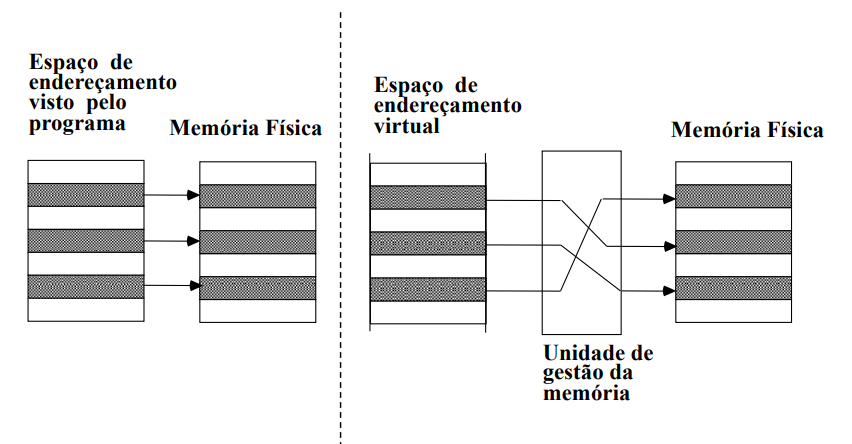 Espaço de
endereçamento
visto pelo
programa
Memória Física
Espaço de
endereçamento
virtual
Memória Física
Unidade de
gestão da
memória